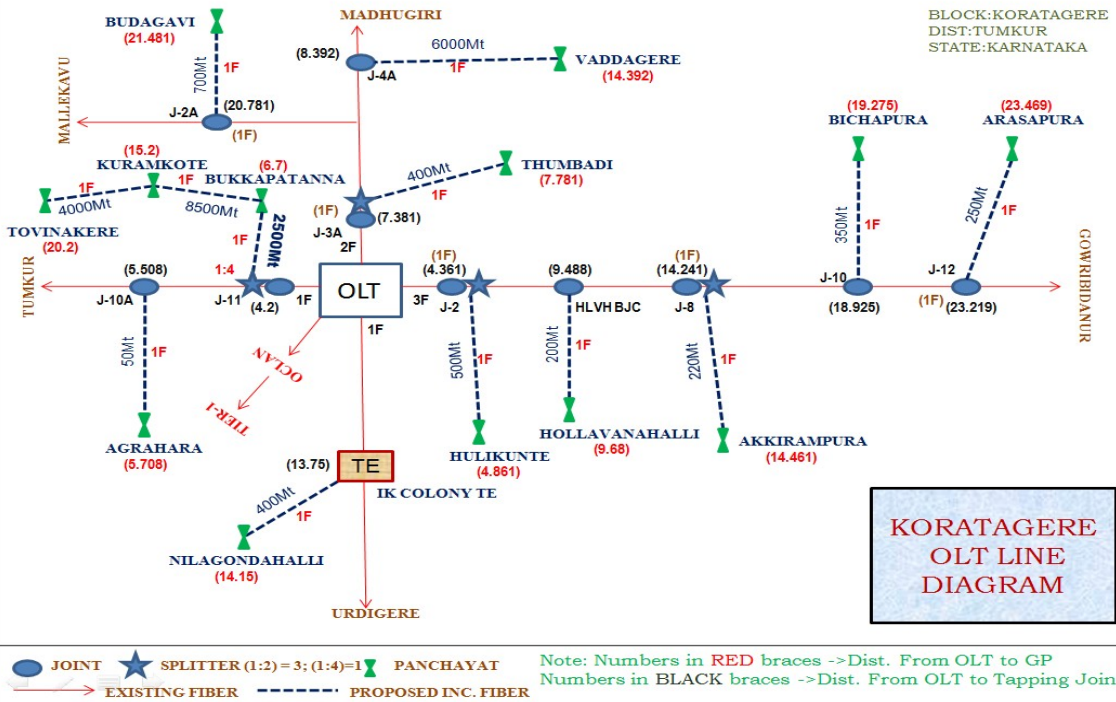 BUDAGAVI
(21.481)
700Mt
1F
MADHUGIRI
(8.392)
J-4A
6000Mt
1F
VADDAGERE
(14.392)
BLOCK:KORATAGERE
DIST:TUMKUR
STATE:KARNATAKA
MALLEKAVU
J-2A
(20.781)
(1F)
(15.2)
KURAMKOTE
1F
1F
4000Mt
8500Mt
TOVINAKERE
(20.2)
(6.7)
BUKKAPATANNA
1F
2500Mt
400Mt
1F
THUMBADI
(7.781)
(1F)
(7.381)
J-3A
2F
(19.275)
BICHAPURA
350Mt
1F
(23.469)
ARASAPURA
250Mt
1F
TUMKUR
(5.508)
J-10A
1:4
J-11
(4.2)
1F
OLT
3F
1F
(1F)
(4.361)
J-2
(9.488)
HLVH BJC
(1F)
(14.241)
J-8
J-10
(18.925)
J-12
(1F)
(23.219)
GOWRIBIDANUR
50Mt
1F
AGRAHARA
(5.708)
OCLAN
TIER-1
500Mt
1F
HULIKUNTE
(4.861)
200Mt
1F
HOLLAVANAHALLI
(9.68)
220Mt
1F
AKKIRAMPURA
(14.461)
(13.75)
TE
IK COLONY TE
400Mt
1F
NILAGONDAHALLI
(14.15)
URDIGERE
KORATAGERE
OLT LINE
DIAGRAM
JOINT
SPLITTER (1:2) = 3; (1:4)=1
PANCHAYAT
EXISTING FIBER
PROPOSED INC. FIBER
Note: Numbers in RED braces ->Dist. From OLT to GP
Numbers in BLACK braces ->Dist. From OLT to Tapping Join